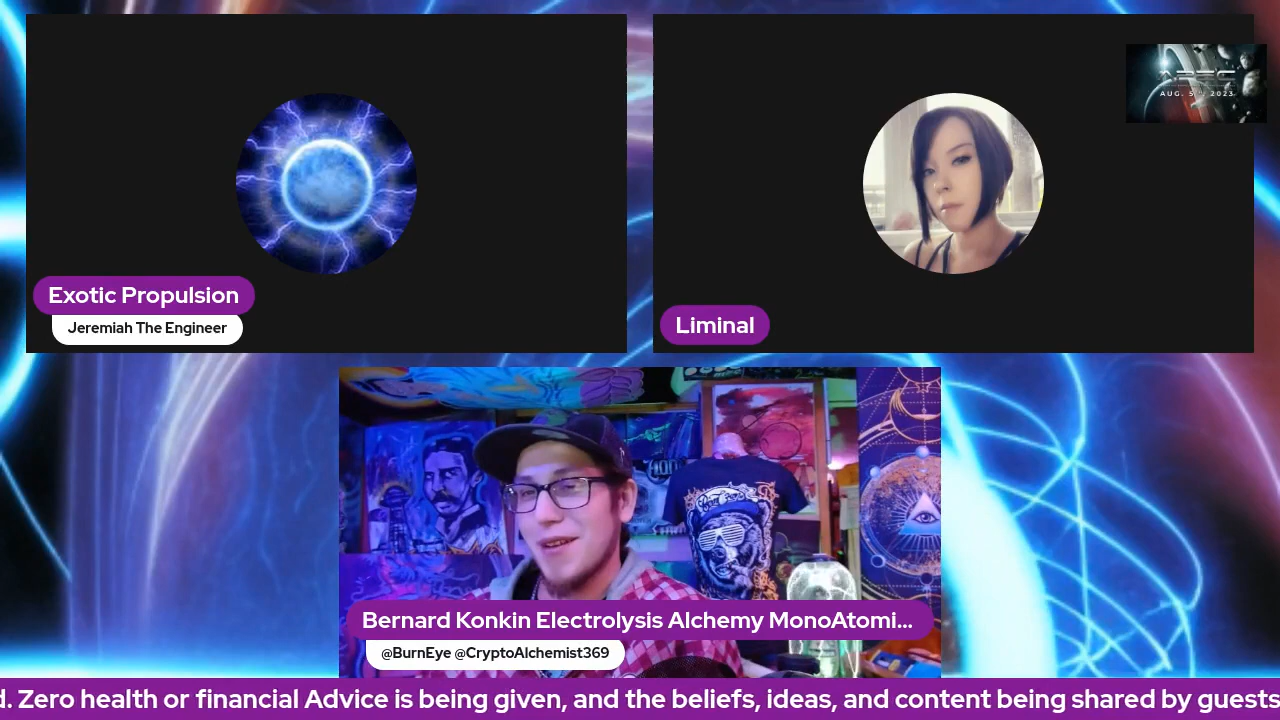 AUG. 5TH 2023
Exotic Propulsion
Jeremiah The Engineer
Liminal
Bernard Konkin Electrolysis Alchemy MonoAtomi...
@BurnEye @CryptoAlchemist369
d. Zero health or financial Advice is being given, and the beliefs, ideas, and content being shared by guests